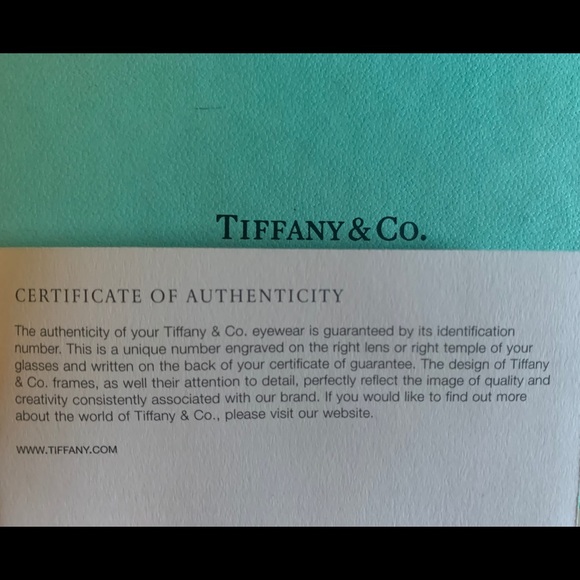 TIFFANY & CO.
CERTIFICATE OF AUTHENTICITY
The authenticity of your Tiffany & Co. eyewear is guaranteed by its identification
number. This is a unique number engraved on the right lens or right temple of your
glasses and written on the back of your certificate of guarantee. The design of Tiffany
& Co. frames, as well their attention to detail, perfectly reflect the image of quality and
creativity consistently associated with our brand. If you would like to find out more
about the world of Tiffany & Co., please visit our website.
WWW.TIFFANY.COM